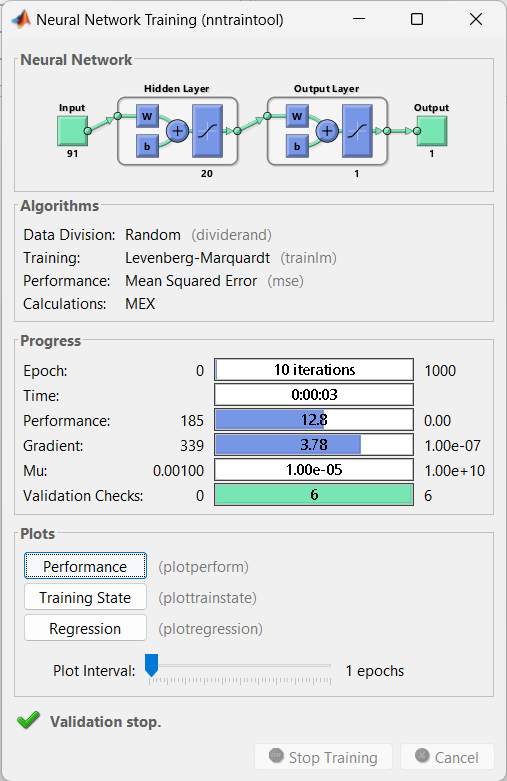 Neural Network Training (nntraintool)
Neural Network
Hidden Layer Output Layer
Input Output
W W
b b
91 1
20 1
Algorithms
Data Division: Random (dividerand)
Training: Levenberg-Marquardt (trainlm)
Performance: Mean Squared Error (mse)
Calculations: MEX
Progress
Epoch: 0 10 iterations 1000
Time: 0:00:03
Performance: 185 12.8 0.00
Gradient: 339 3.78 1.00e-07
Mu: 0.00100 1.00e-05 1.00e+10
Validation Checks: 0 6 6
Plots
Performance (plotperform)
Training State (plottrainstate)
Regression (plotregression)
Plot Interval: 1 epochs
Validation stop.
Stop Training Cancel